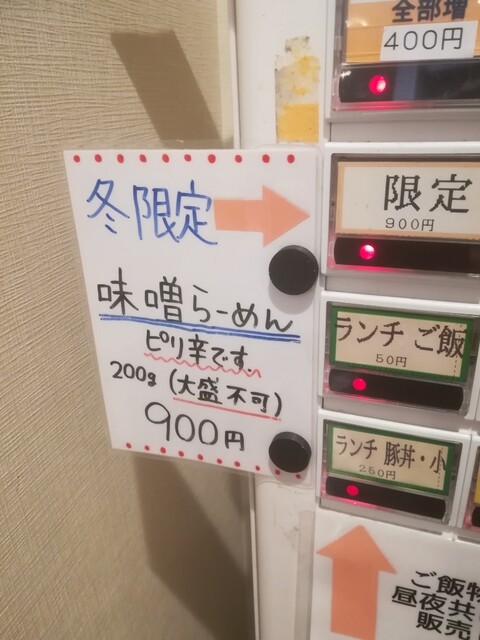 全部増
400円
冬限定
味噌らーめん
ピリ辛です。
200g (大盛不可)
900円
限定
900円
ランチ ご飯
50円
ランチ 豚丼・小
250円
ご飯物
昼夜共
販売